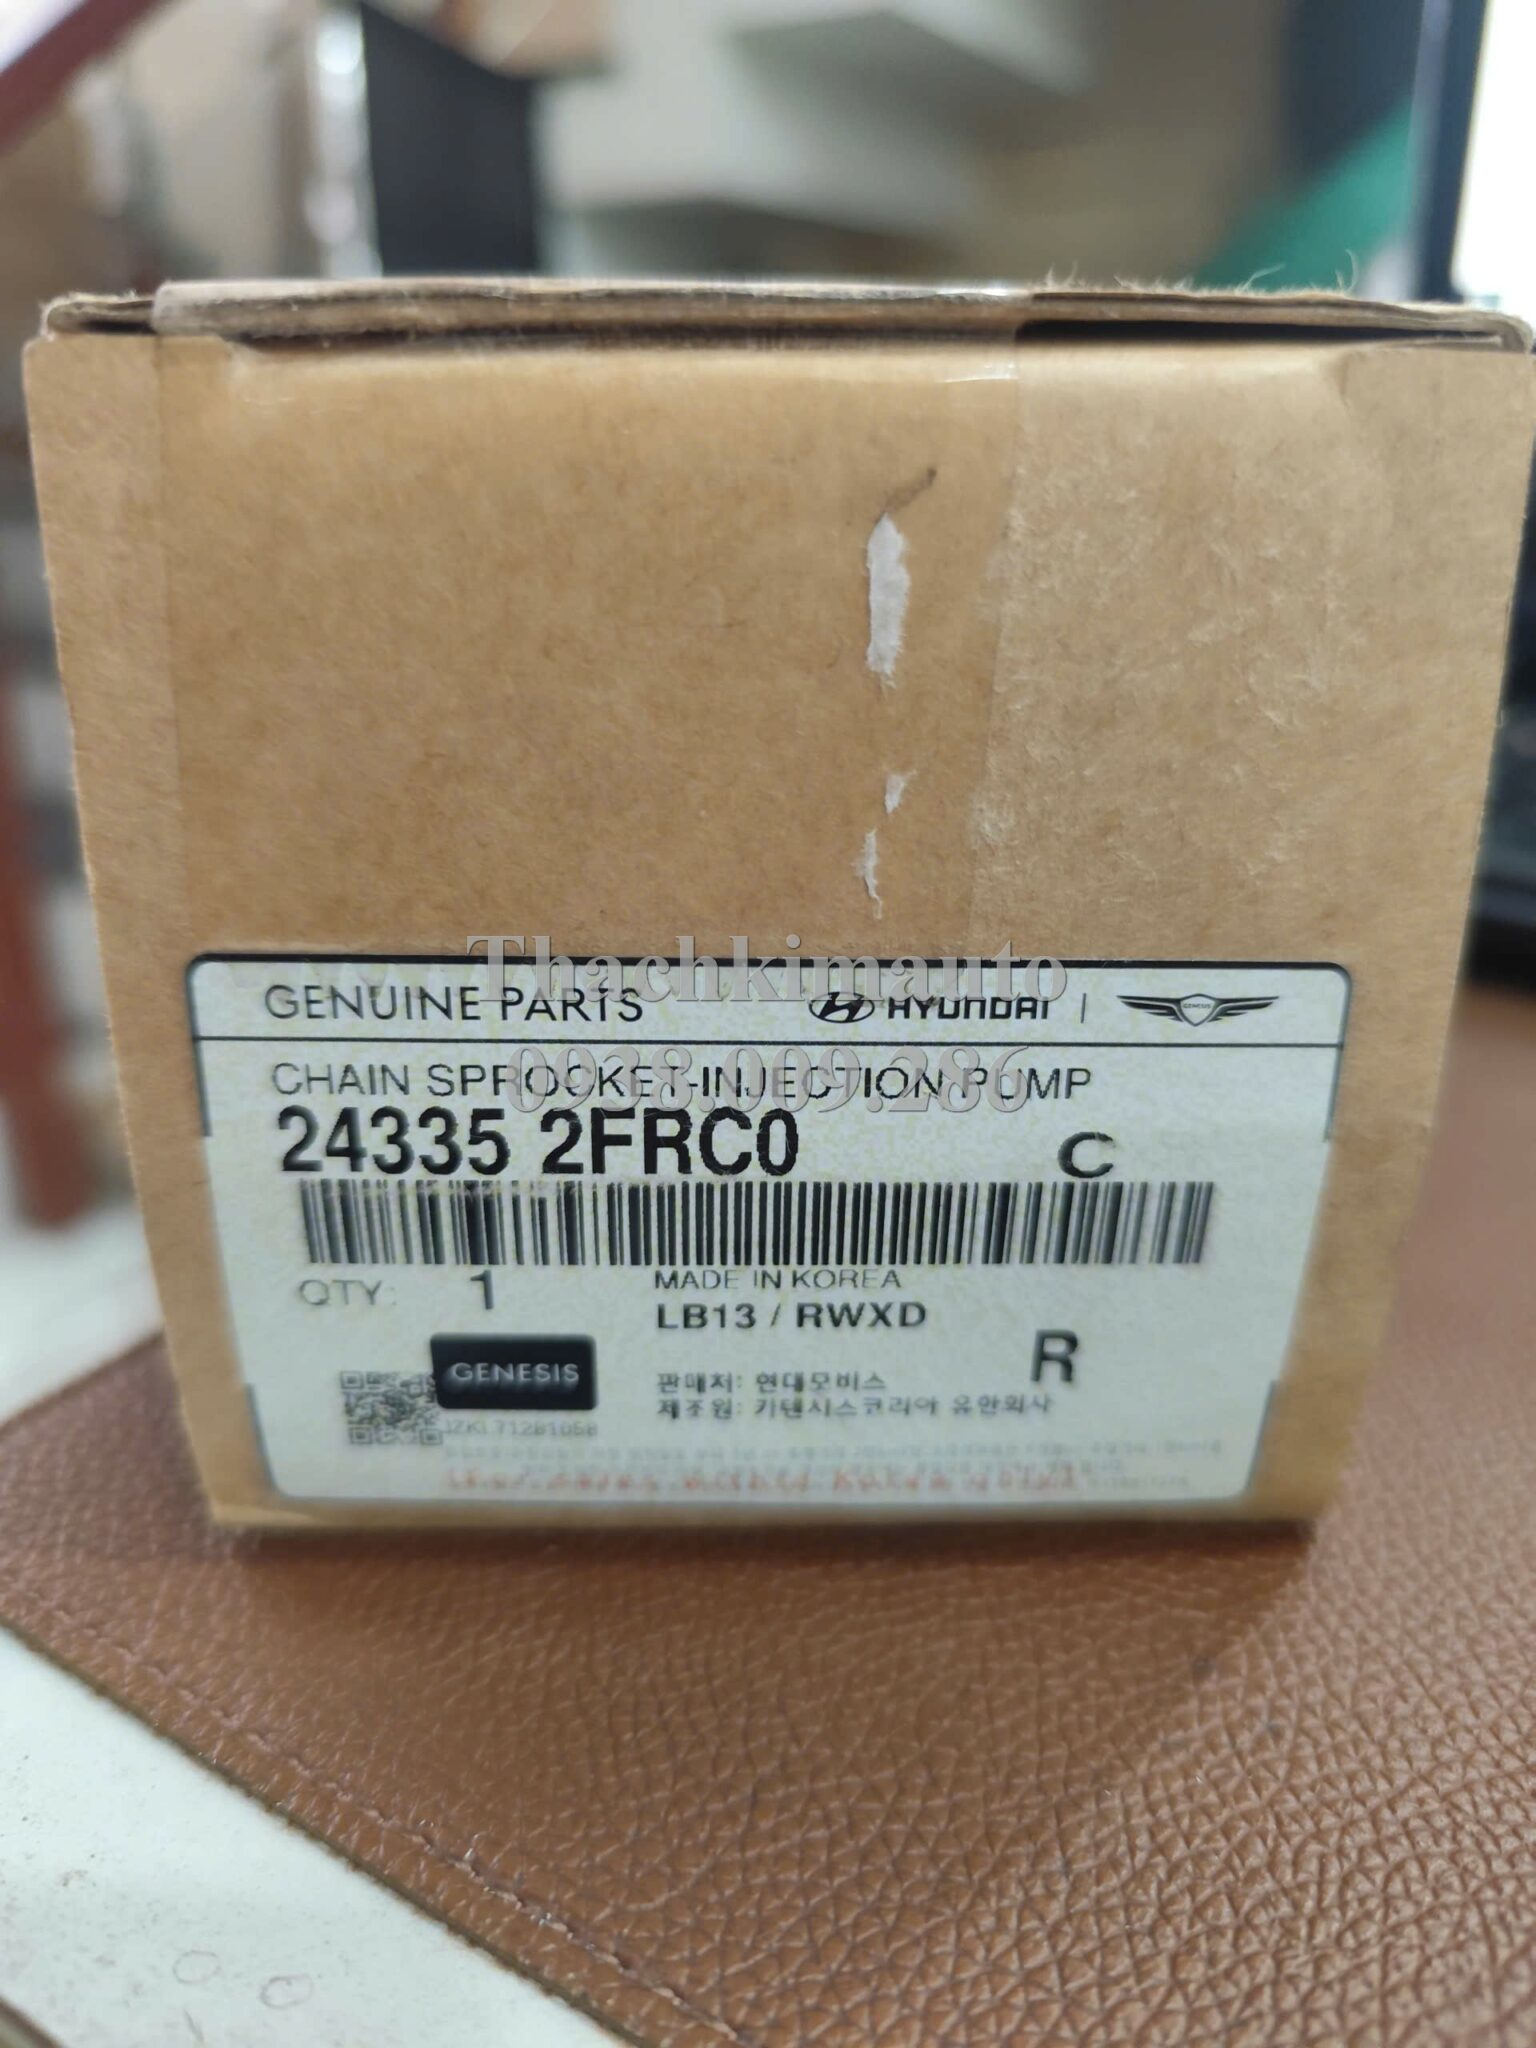 Thachkimauto
GENUINE PARTS HYUNDAI | GENESIS
0938.009.286
CHAIN SPROCKET-INJECTION PUMP
24335 2FRC0 C
QTY: 1 MADE IN KOREA
LB13 / RWXD
R
GENESIS
판매처: 현대모비스
제조원: 카텐시스코리아 유한회사